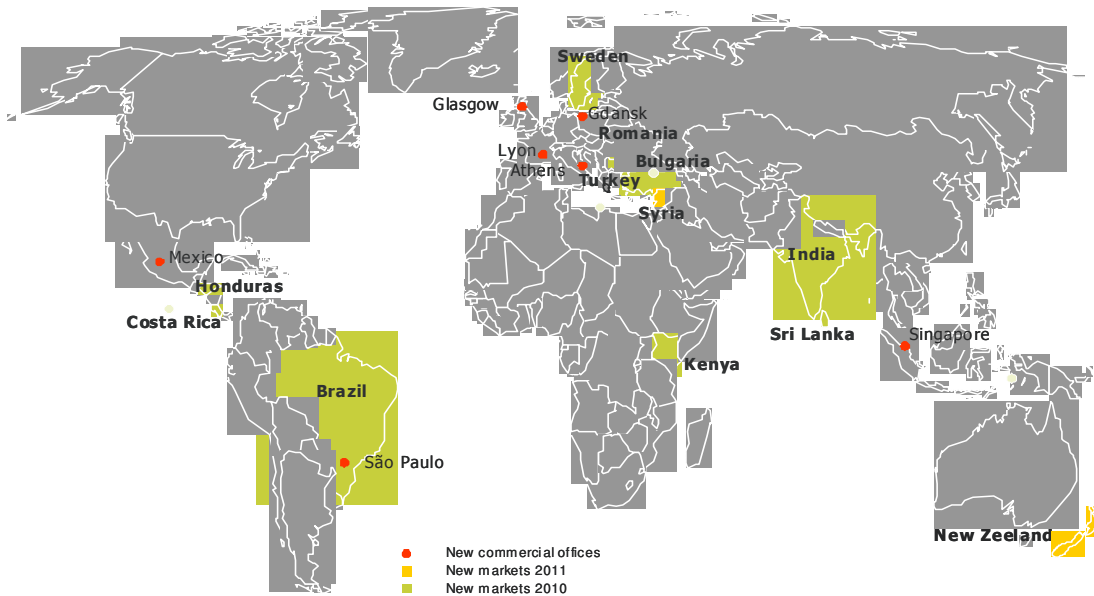 Sweden
Glasgow
Gdansk
Romania
Lyon
Bulgaria
Athens
Turkey
Syria
Mexico
India
Honduras
Costa Rica
Sri Lanka
Singapore
Kenya
Brazil
São Paulo
New Zeeland
New commercial offices
New markets 2011
New markets 2010